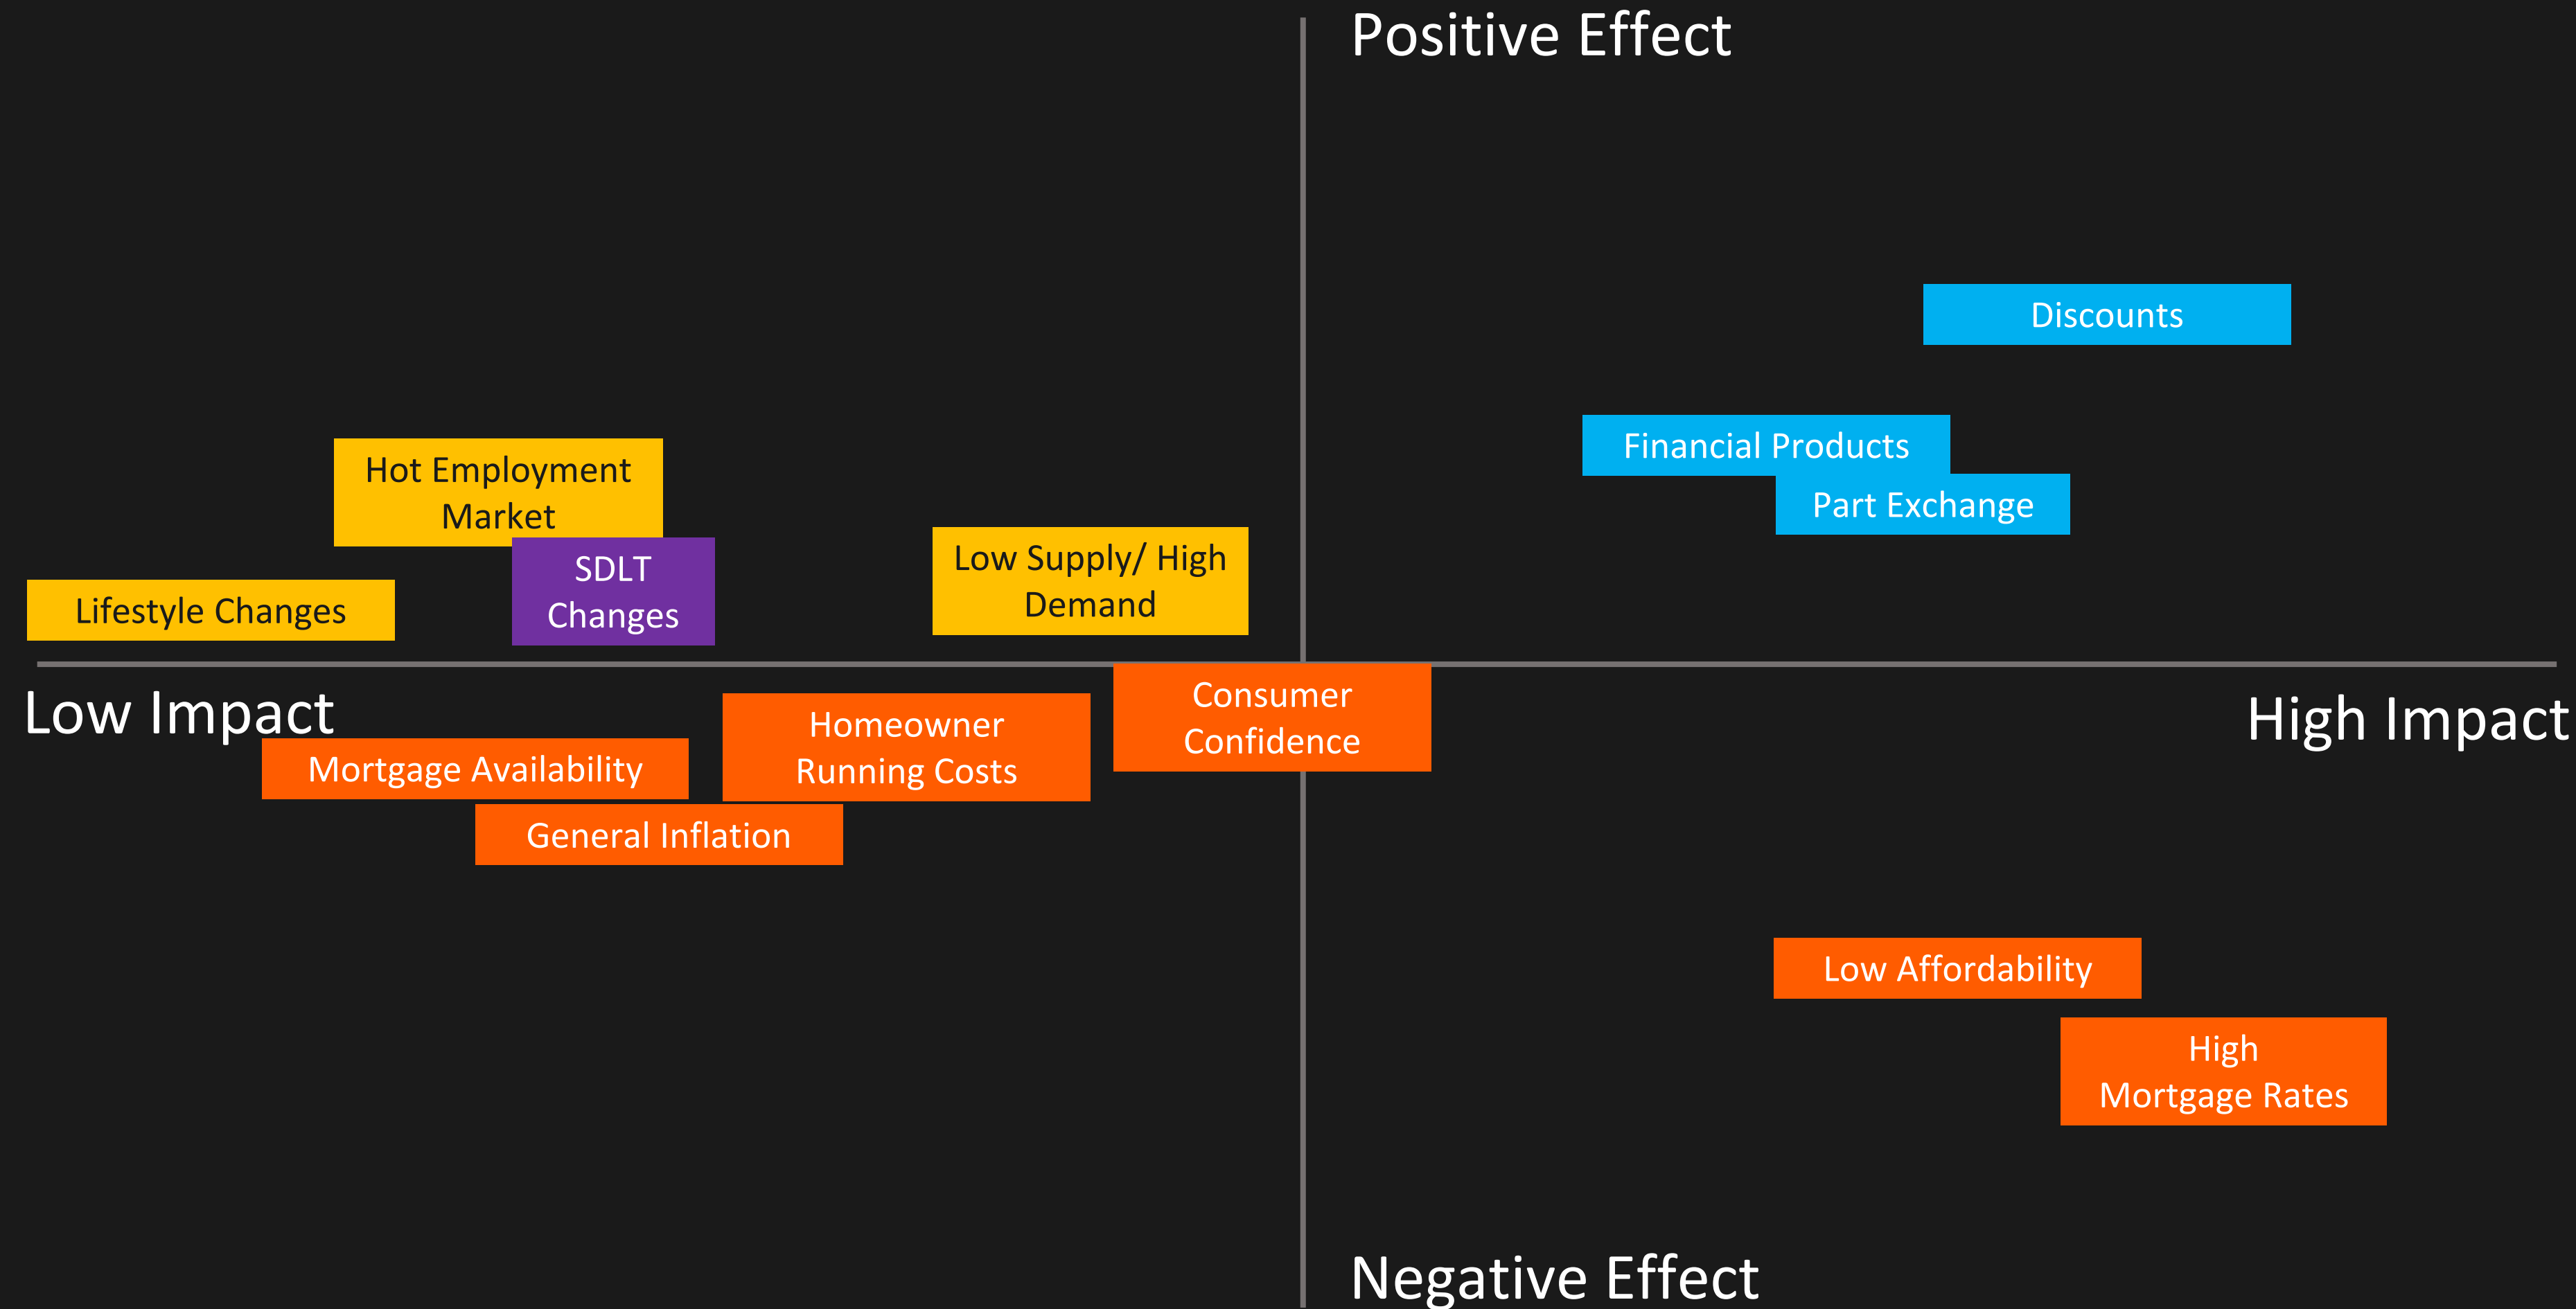 Positive Effect
Discounts
Financial Products
Part Exchange
Hot Employment
Market
SDLT
Changes
Low Supply/ High
Demand
Lifestyle Changes
Low Impact
High Impact
Consumer
Confidence
Homeowner
Running Costs
Mortgage Availability
General Inflation
Low Affordability
High
Mortgage Rates
Negative Effect